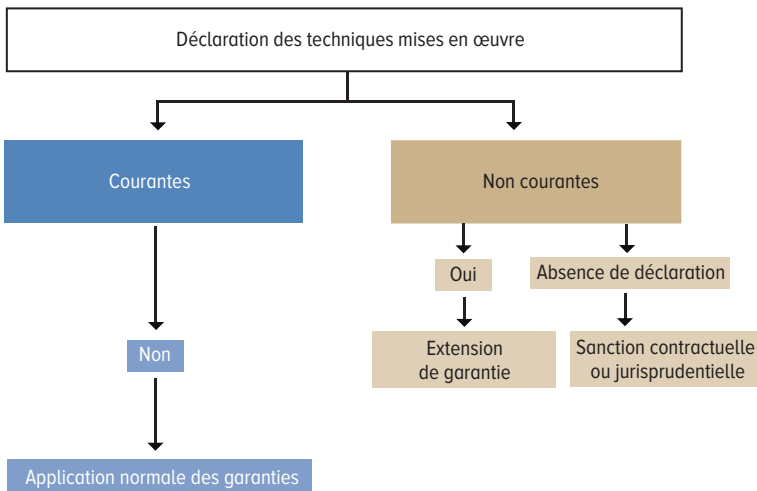 Déclaration des techniques mises en œuvre
Courantes
Non courantes
Oui
Absence de déclaration
Non
Extension
de garantie
Sanction contractuelle
ou jurisprudentielle
Application normale des garanties